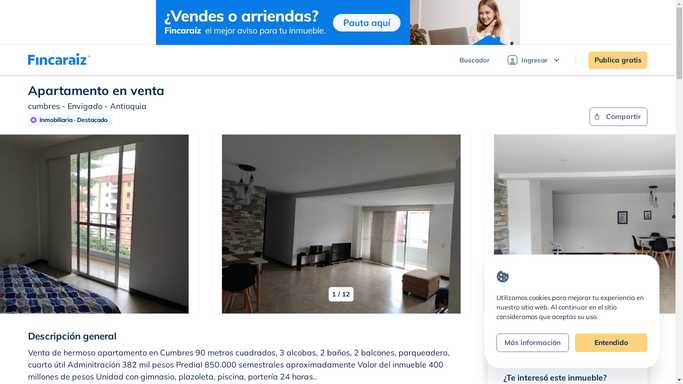 ¿Vendes o arriendas?
Fincaraíz el mejor aviso para tu inmueble.
Pauta aquí
Fincaraíz
Buscador
Ingresar
Publica gratis
Apartamento en venta
cumbres - Envigado - Antioquia
Inmobiliaria · Destacado
Compartir
1 / 12
Utilizamos cookies para mejorar tu experiencia en
nuestro sitio web. Al continuar en el sitio
consideramos que aceptas su uso.
Más información
Entendido
Descripción general
Venta de hermoso apartamento en Cumbres 90 metros cuadrados, 3 alcobas, 2 baños, 2 balcones, parqueadero,
cuarto útil Adminitración 382 mil pesos Predial 850.000 semestrales aproximadamente Valor del inmueble 400
millones de pesos Unidad con gimnasio, plazoleta, piscina, portería 24 horas..
¿Te interesó este inmueble?